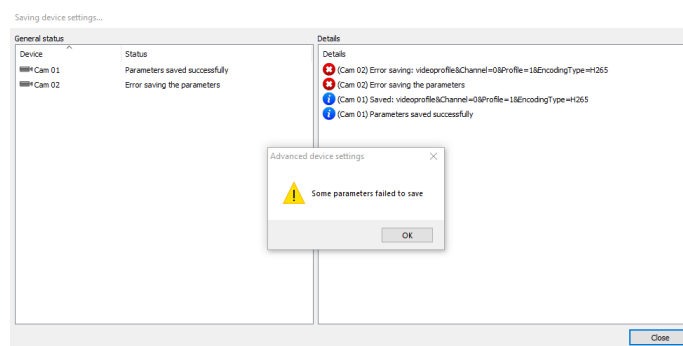 Saving device settings...
General status
Device Status
Cam 01 Parameters saved successfully
Cam 02 Error saving the parameters
Details
Details
(Cam 02) Error saving: videoprofile&Channel=0&Profile=1&EncodingType=H265
(Cam 02) Error saving the parameters
(Cam 01) Saved: videoprofile&Channel=0&Profile=1&EncodingType=H265
(Cam 01) Parameters saved successfully
Advanced device settings
Some parameters failed to save
OK
Close